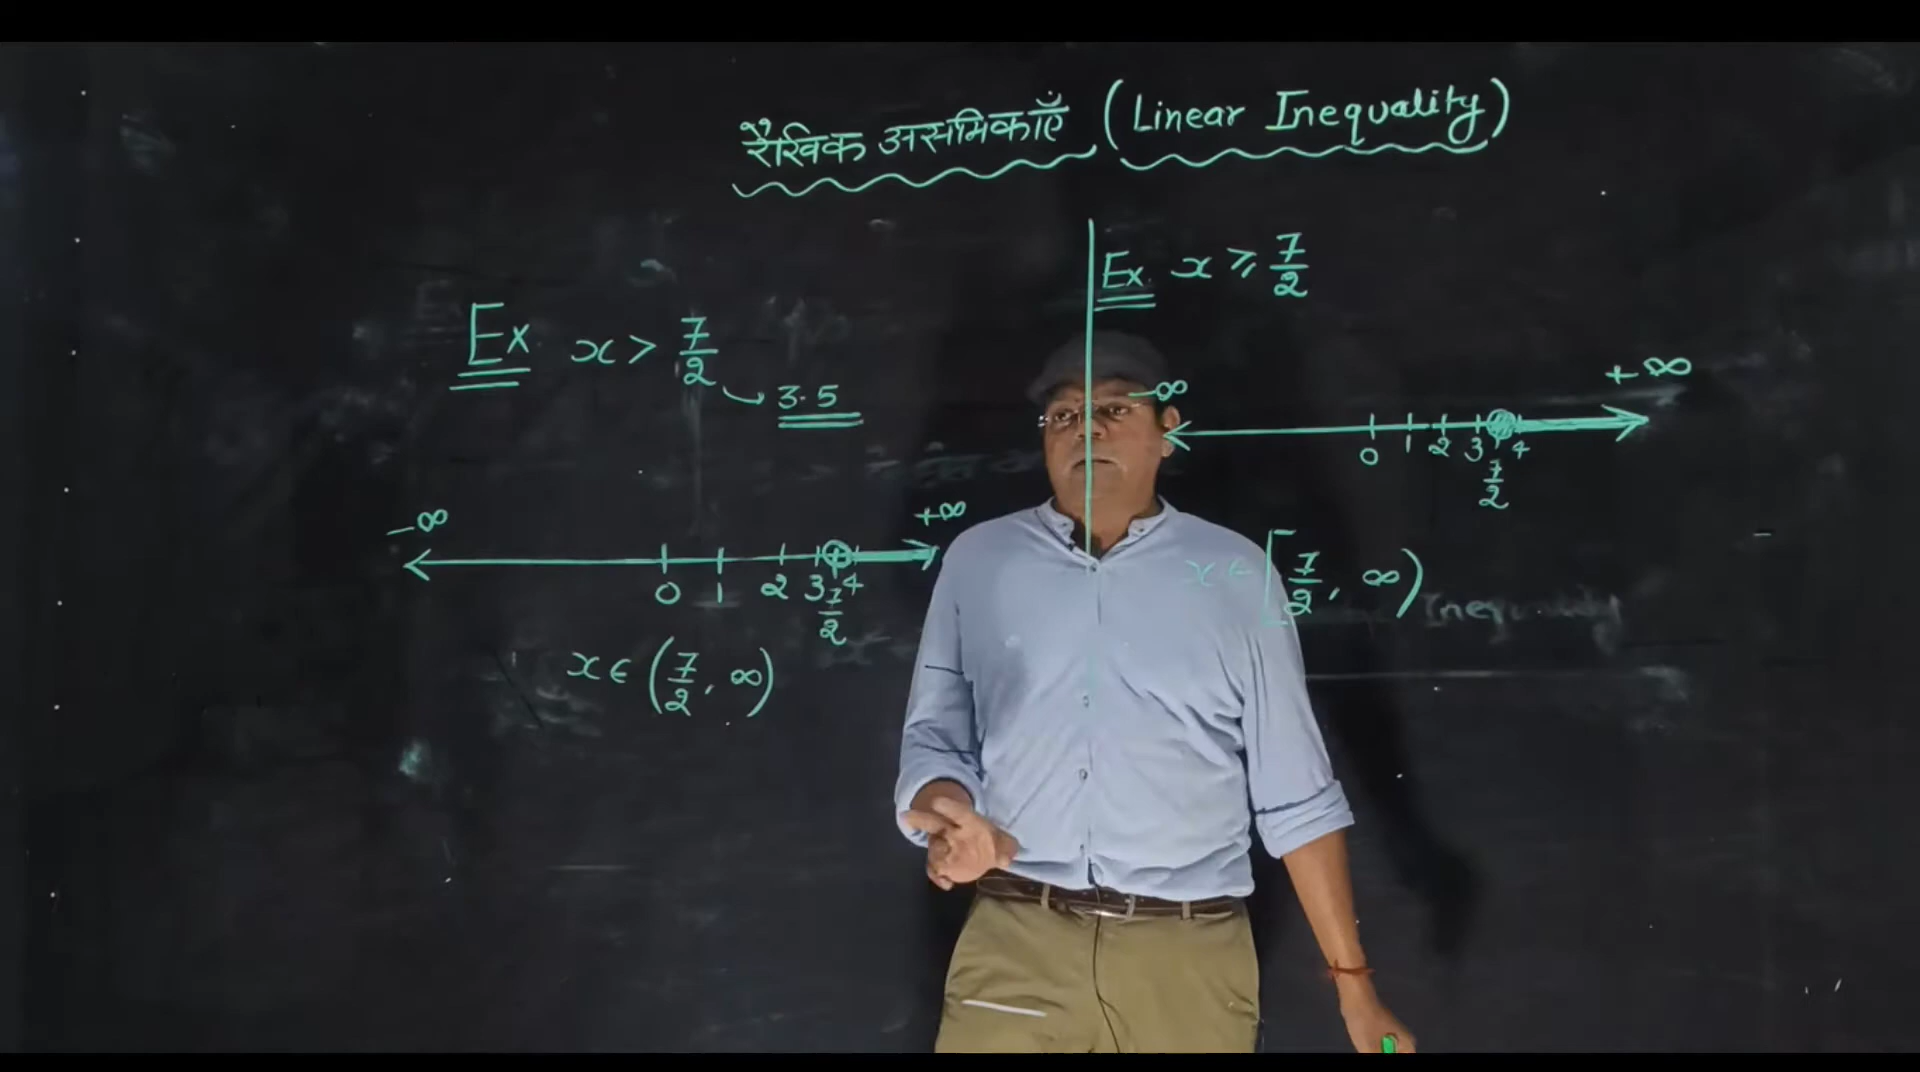 रैखिक असमिकाएँ (Linear Inequality)
Ex. x > 7/2
3.5
-∞ +∞
0 1 2 3 7/2 4
x ∈ (7/2, ∞)
Ex. x ≥ 7/2
-∞ +∞
0 1 2 3 7/2 4
x ∈ [7/2, ∞)
Inequality